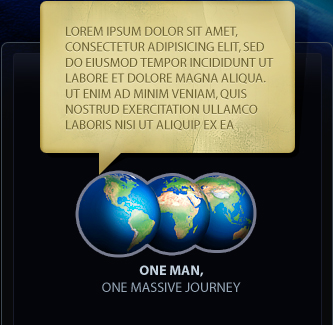 LOREM IPSUM DOLOR SIT AMET,
CONSECTETUR ADIPISICING ELIT, SED
DO EIUSMOD TEMPOR INCIDIDUNT UT
LABORE ET DOLORE MAGNA ALIQUA.
UT ENIM AD MINIM VENIAM, QUIS
NOSTRUD EXERCITATION ULLAMCO
LABORIS NISI UT ALIQUIP EX EA
ONE MAN,
ONE MASSIVE JOURNEY